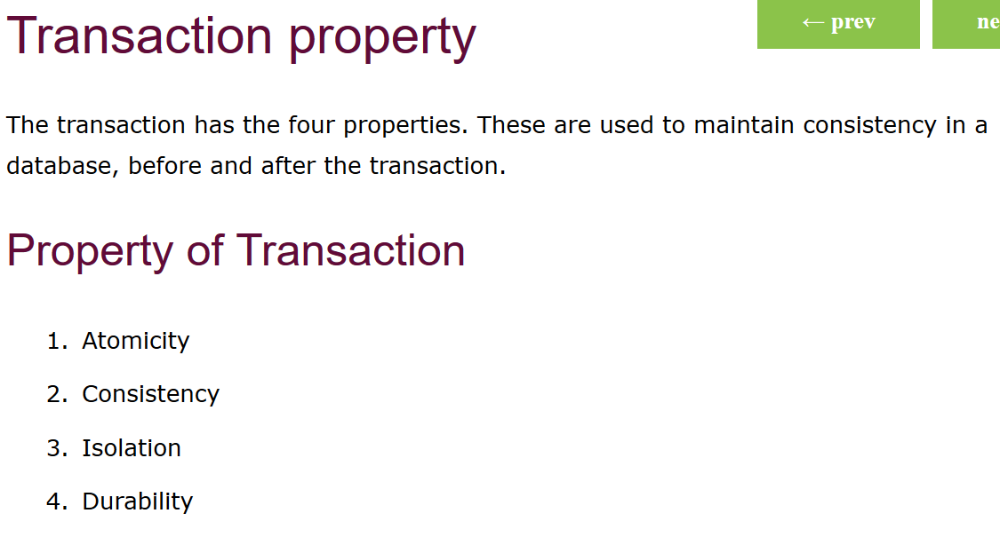 Transaction property
← prev
ne
The transaction has the four properties. These are used to maintain consistency in a
database, before and after the transaction.
Property of Transaction
1. Atomicity
2. Consistency
3. Isolation
4. Durability